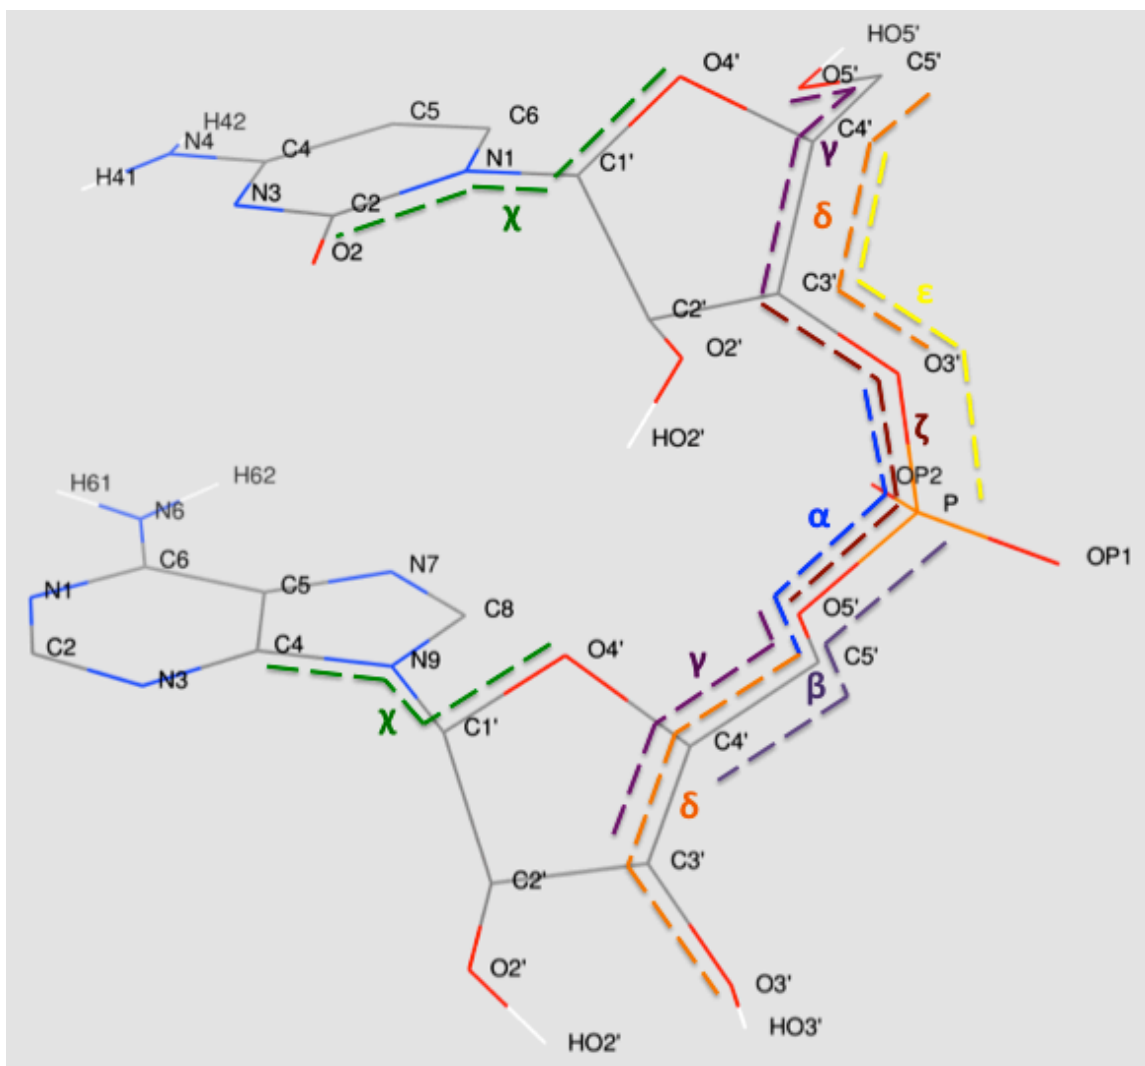 HO5'
O4' O5' C5'
H42 C5 C6 C4'
N4 C4 γ
H41 N1 C1'
N3 C2 χ δ
O2 C3' ε
C2'
O2' O3'
HO2' ζ
H61 H62 OP2
N6 α P
C6 N7 OP1
N1 C5 C8 O5'
C2 C4 O4' γ C5'
N3 N9 β
χ C1' C4'
δ
C3'
C2'
O2' O3'
HO2' HO3'